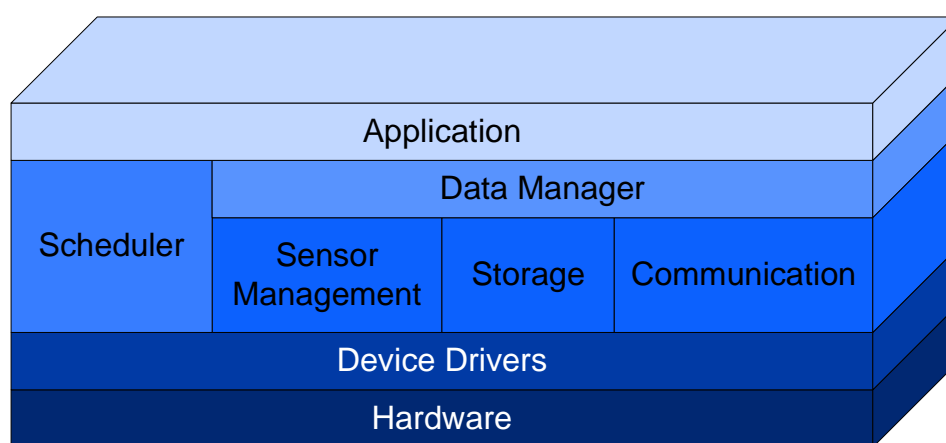 Application
Data Manager
Scheduler
Sensor
Management
Storage
Communication
Device Drivers
Hardware